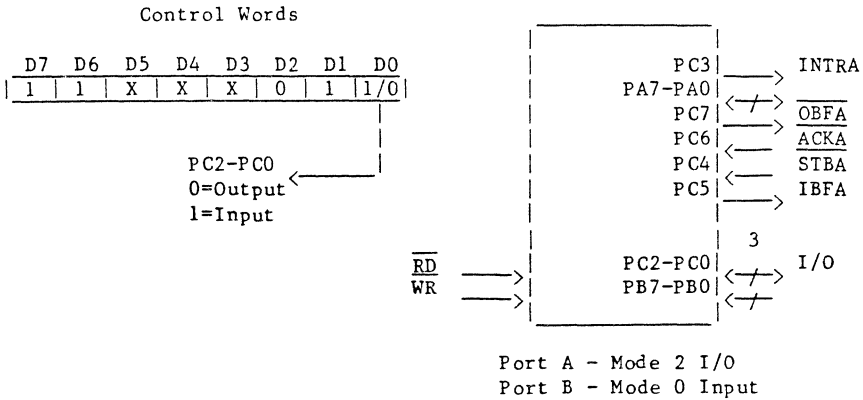 Control Words
D7 D6 D5 D4 D3 D2 D1 D0
| 1 | 1 | X | X | X | 0 | 1 | 1/0 |
PC2-PC0
0=Output
1=Input
PC3 INTRA
PA7-PA0
PC7 OBFA
PC6 ACKA
PC4 STBA
PC5 IBFA
3
RD PC2-PC0 I/O
WR PB7-PB0
Port A - Mode 2 I/O
Port B - Mode 0 Input